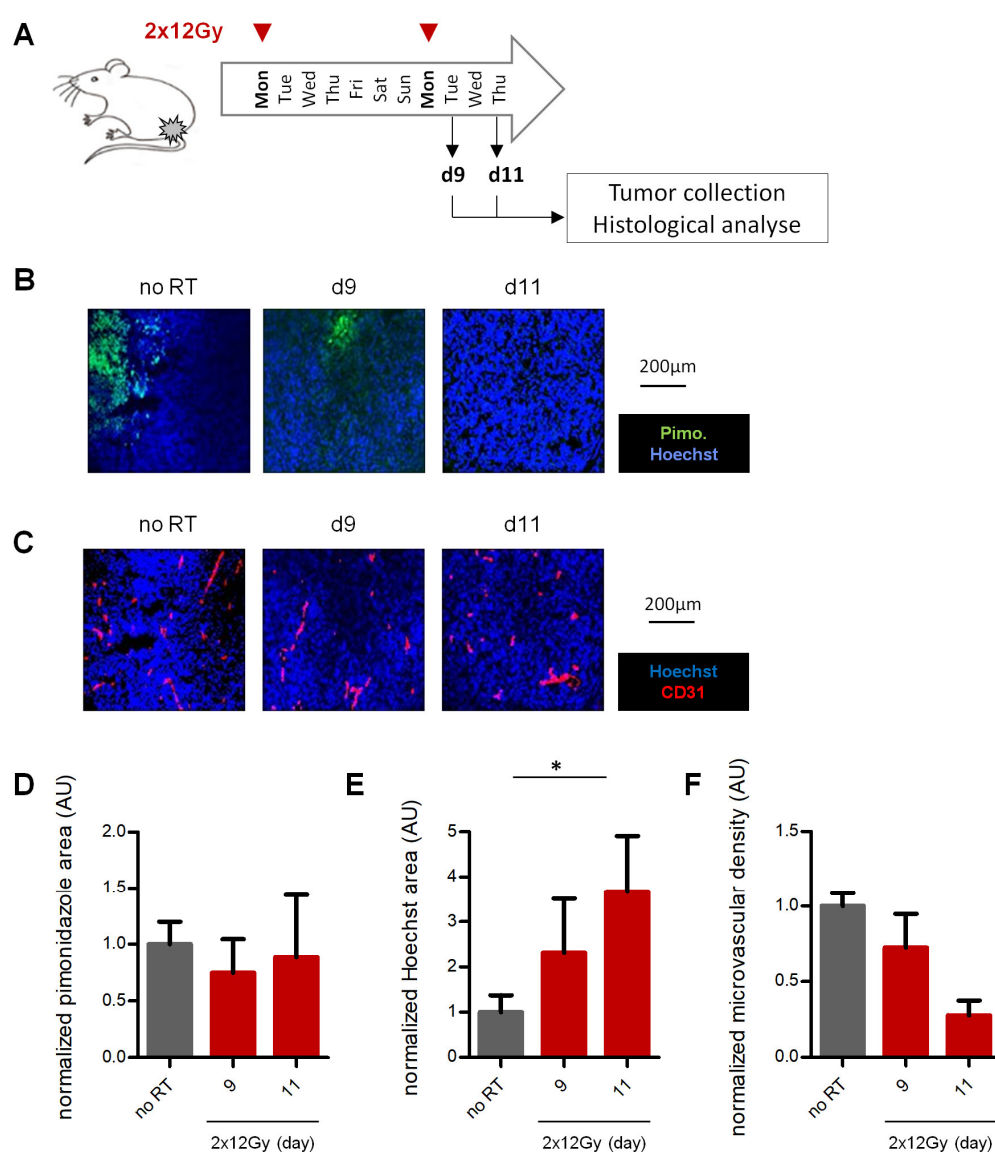 A
2x12Gy
Mon Tue Wed Thu Fri Sat Sun Mon Tue Wed Thu
d9 d11
Tumor collection
Histological analyse
B
no RT d9 d11
200µm
Pimo.
Hoechst
C
no RT d9 d11
200µm
Hoechst
CD31
D
normalized pimonidazole area (AU)
2.0
1.5
1.0
0.5
0.0
no RT 9 11
2x12Gy (day)
E
normalized Hoechst area (AU)
*
5
4
3
2
1
0
no RT 9 11
2x12Gy (day)
F
normalized microvascular density (AU)
1.5
1.0
0.5
0.0
no RT 9 11
2x12Gy (day)